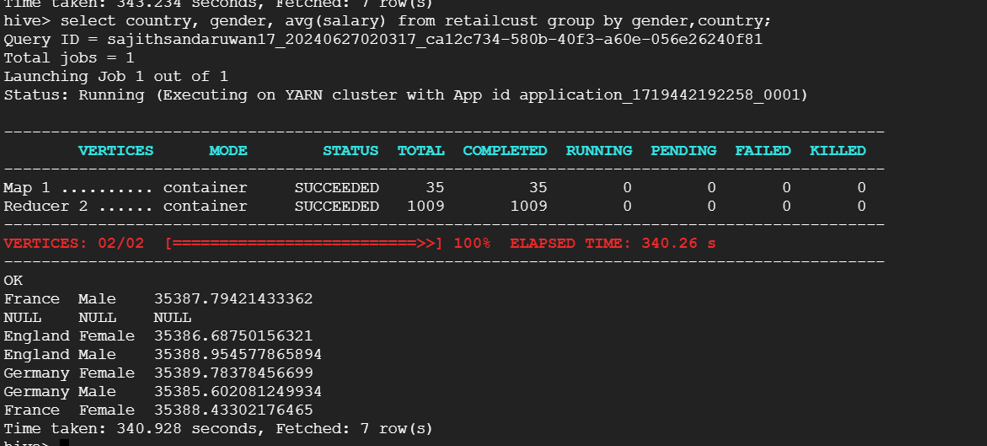 Time taken: 343.234 seconds, Fetched: 7 row(s)
hive> select country, gender, avg(salary) from retailcust group by gender,country;
Query ID = sajithsandaruwan17_20240627020317_ca12c734-580b-40f3-a60e-056e26240f81
Total jobs = 1
Launching Job 1 out of 1
Status: Running (Executing on YARN cluster with App id application_1719442192258_0001)
----------------------------------------------------------------------------------------------
VERTICES MODE STATUS TOTAL COMPLETED RUNNING PENDING FAILED KILLED
----------------------------------------------------------------------------------------------
Map 1 .......... container SUCCEEDED 35 35 0 0 0 0
Reducer 2 ...... container SUCCEEDED 1009 1009 0 0 0 0
----------------------------------------------------------------------------------------------
VERTICES: 02/02 [==========================>>] 100% ELAPSED TIME: 340.26 s
----------------------------------------------------------------------------------------------
OK
France Male 35387.79421433362
NULL NULL NULL
England Female 35386.68750156321
England Male 35388.954577865894
Germany Female 35389.78378456699
Germany Male 35385.602081249934
France Female 35388.43302176465
Time taken: 340.928 seconds, Fetched: 7 row(s)
hive>